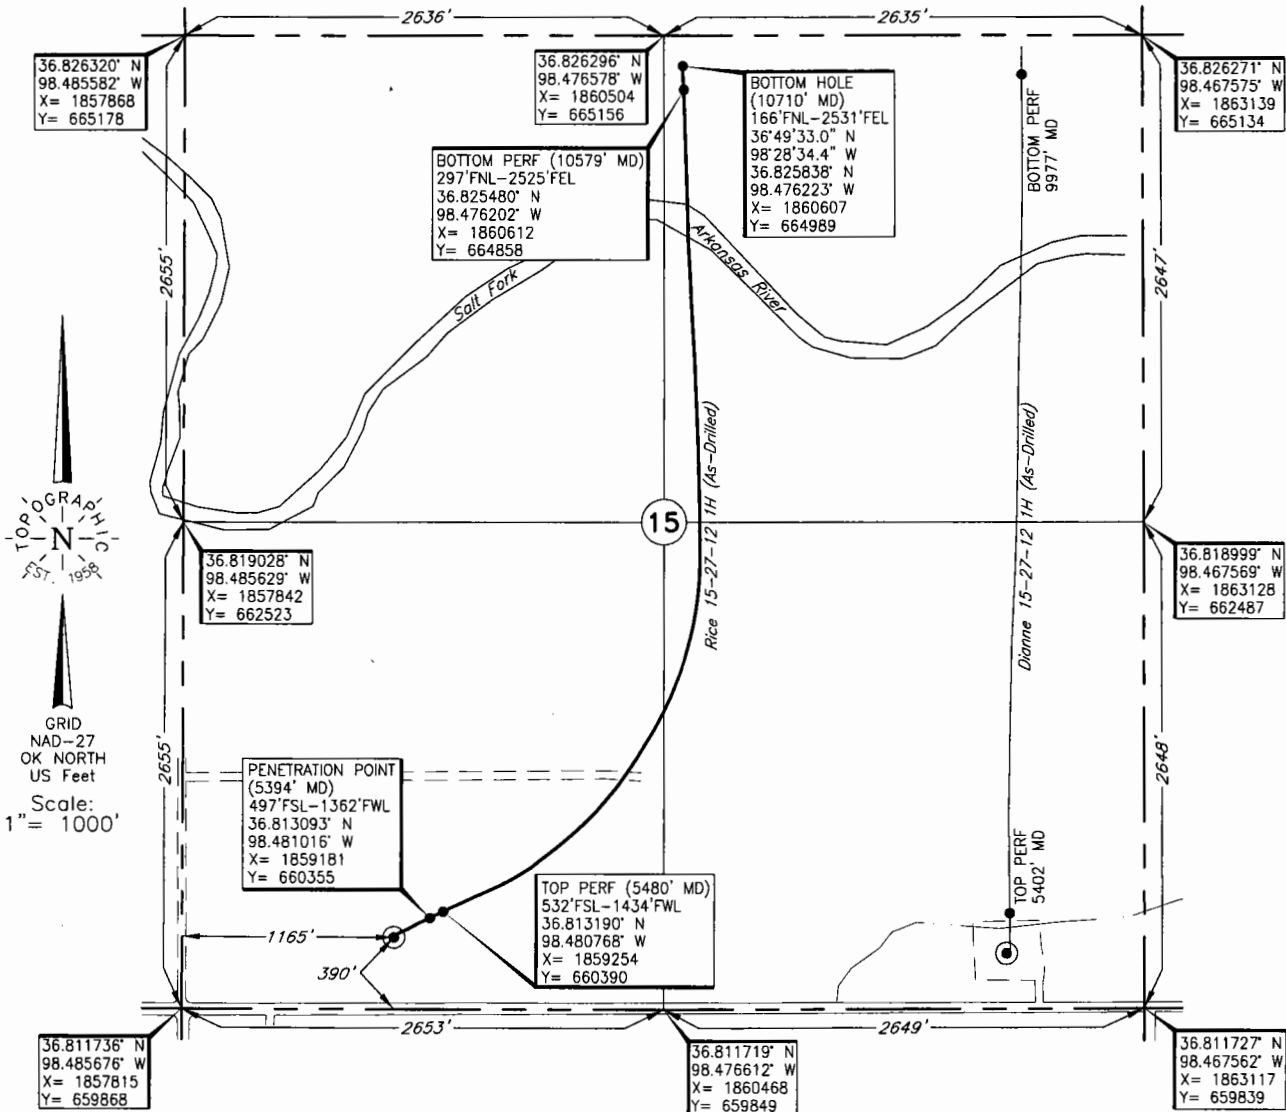 2636'
2635'
36.826320° N
98.485582° W
X= 1857868
Y= 665178
36.826296° N
98.476578° W
X= 1860504
Y= 665156
BOTTOM HOLE
(10710' MD)
166'FNL-2531'FEL
36°49'33.0" N
98°28'34.4" W
36.825838° N
98.476223° W
X= 1860607
Y= 664989
36.826271° N
98.467575° W
X= 1863139
Y= 665134
BOTTOM PERF
9977' MD
BOTTOM PERF (10579' MD)
297'FNL-2525'FEL
36.825480° N
98.476202° W
X= 1860612
Y= 664858
2655'
Salt Fork
Arkansas River
2647'
Rice 15-27-12 1H (As-Drilled)
Dianne 15-27-12 1H (As-Drilled)
15
TOPOGRAPHIC
N
EST. 1958
36.819028° N
98.485629° W
X= 1857842
Y= 662523
36.818999° N
98.467569° W
X= 1863128
Y= 662487
GRID
NAD-27
OK NORTH
US Feet
Scale:
1"= 1000'
2655'
2648'
PENETRATION POINT
(5394' MD)
497'FSL-1362'FWL
36.813093° N
98.481016° W
X= 1859181
Y= 660355
TOP PERF (5480' MD)
532'FSL-1434'FWL
36.813190° N
98.480768° W
X= 1859254
Y= 660390
TOP PERF
5402' MD
1165'
390'
2653'
2649'
36.811736° N
98.485676° W
X= 1857815
Y= 659868
36.811719° N
98.476612° W
X= 1860468
Y= 659849
36.811727° N
98.467562° W
X= 1863117
Y= 659839